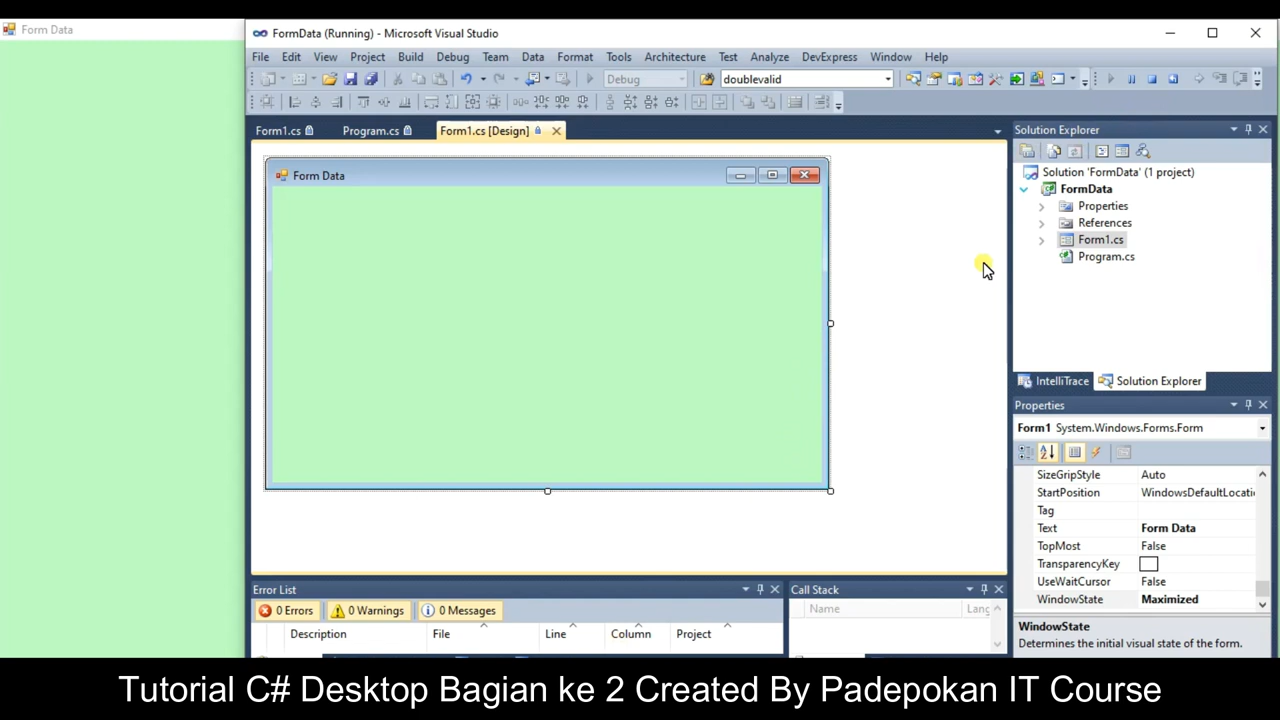 Form Data
FormData (Running) - Microsoft Visual Studio
File Edit View Project Build Debug Team Data Format Tools Architecture Test Analyze DevExpress Window Help
Debug doublevalid
Form1.cs Program.cs Form1.cs [Design]
Form Data
Solution Explorer
Solution 'FormData' (1 project)
FormData
Properties
References
Form1.cs
Program.cs
IntelliTrace Solution Explorer
Properties
Form1 System.Windows.Forms.Form
SizeGripStyle Auto
StartPosition WindowsDefaultLocati
Tag
Text Form Data
TopMost False
TransparencyKey
UseWaitCursor False
WindowState Maximized
WindowState
Determines the initial visual state of the form.
Error List
0 Errors 0 Warnings 0 Messages
Description File Line Column Project
Call Stack
Name Lang
Tutorial C# Desktop Bagian ke 2 Created By Padepokan IT Course